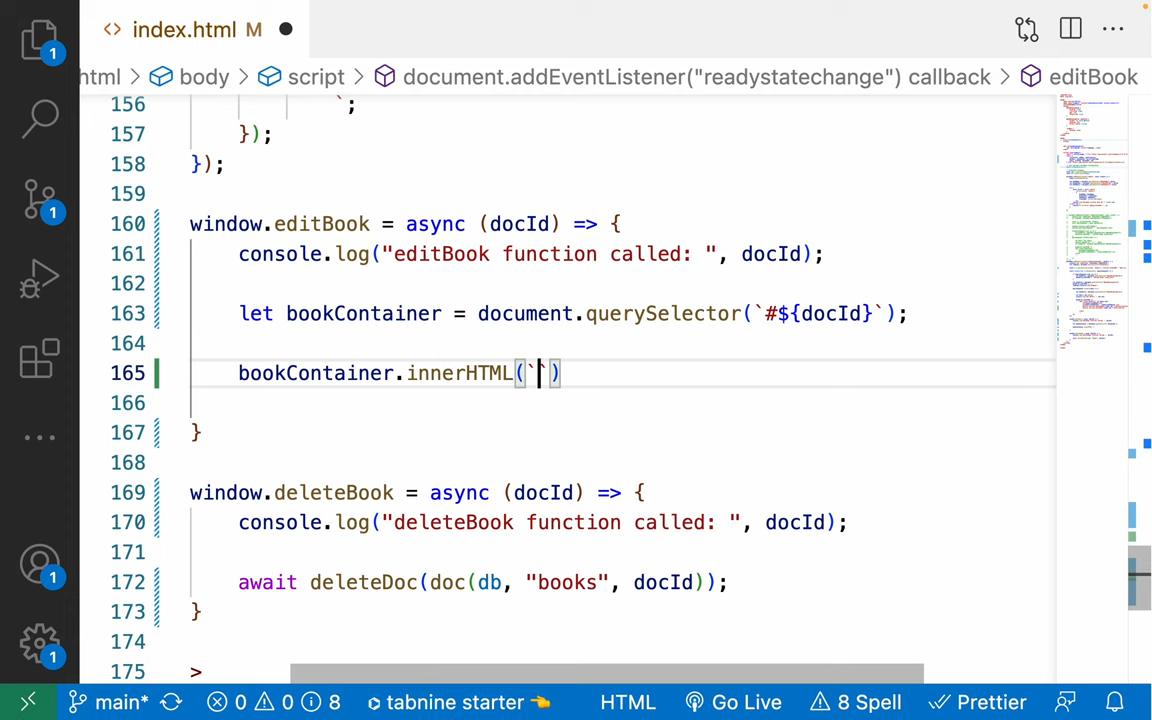 index.html M
html > body > script > document.addEventListener("readystatechange") callback > editBook
156 `;
157 });
158 });
159
160 window.editBook = async (docId) => {
161 console.log("editBook function called: ", docId);
162
163 let bookContainer = document.querySelector(`#${docId}`);
164
165 bookContainer.innerHTML(``)
166
167 }
168
169 window.deleteBook = async (docId) => {
170 console.log("deleteBook function called: ", docId);
171
172 await deleteDoc(doc(db, "books", docId));
173 }
174
175 >
1
1
1
1
main* 0 0 8 tabnine starter HTML Go Live 8 Spell Prettier